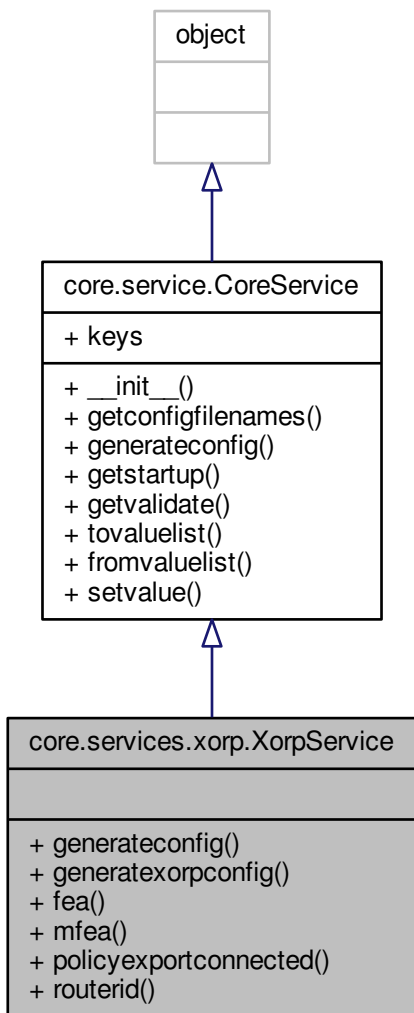 object
core.service.CoreService
+ keys
+ __init__()
+ getconfigfilenames()
+ generateconfig()
+ getstartup()
+ getvalidate()
+ tovaluelist()
+ fromvaluelist()
+ setvalue()
core.services.xorp.XorpService
+ generateconfig()
+ generatexorpconfig()
+ fea()
+ mfea()
+ policyexportconnected()
+ routerid()